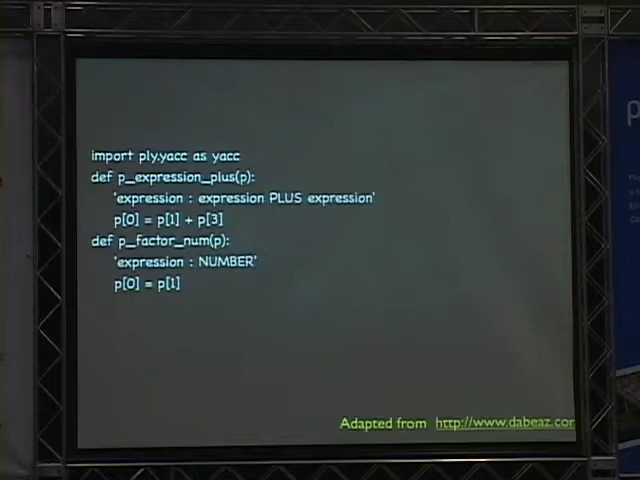 import ply.yacc as yacc
def p_expression_plus(p):
'expression : expression PLUS expression'
p[0] = p[1] + p[3]
def p_factor_num(p):
'expression : NUMBER'
p[0] = p[1]
Adapted from http://www.dabeaz.com
p